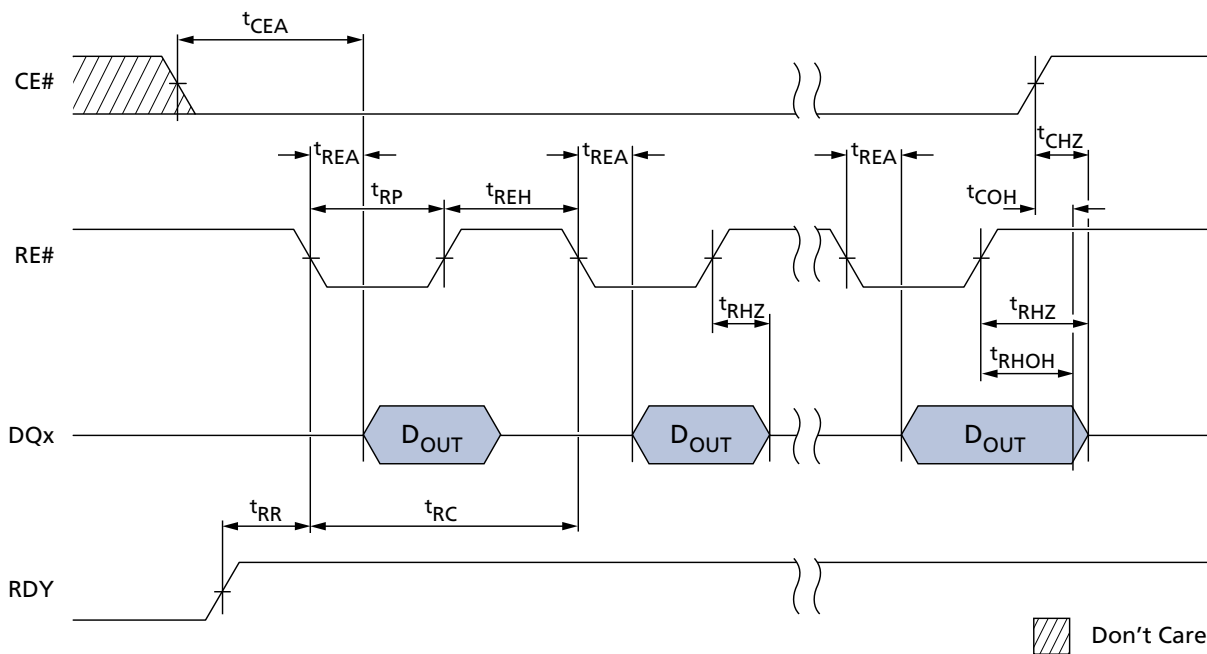 tCEA
CE#
tREA
tREA
tREA
tCHZ
tRP
tREH
tCOH
RE#
tRHZ
tRHZ
tRHOH
DQx
DOUT
DOUT
DOUT
tRR
tRC
RDY
Don't Care